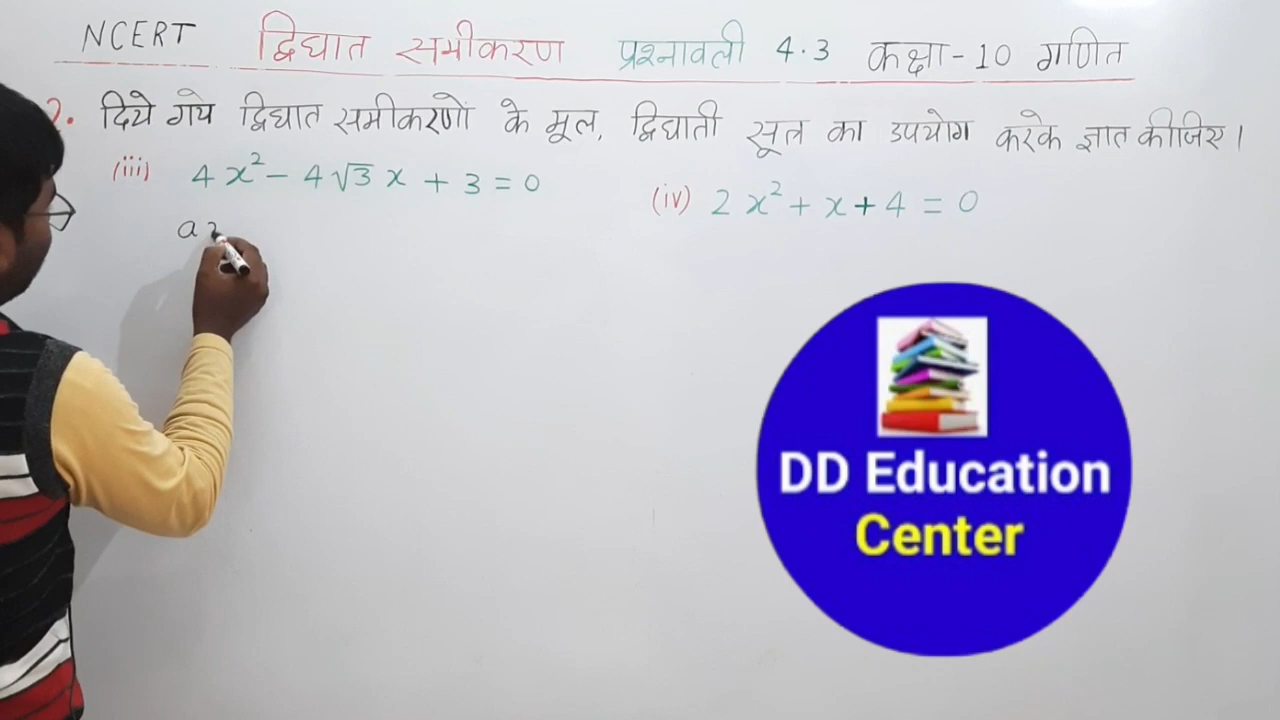 NCERT द्विघात समीकरण प्रश्नावली 4.3 कक्षा-10 गणित
2. दिये गये द्विघात समीकरणों के मूल, द्विघाती सूत्र का उपयोग करके ज्ञात कीजिए।
(iii) 4x² - 4√3 x + 3 = 0
(iv) 2x² + x + 4 = 0
a =
DD Education
Center